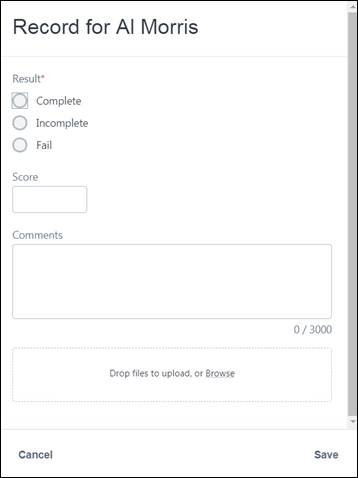 Record for Al Morris
Result*
Complete
Incomplete
Fail
Score
Comments
0 / 3000
Drop files to upload, or Browse
Cancel Save